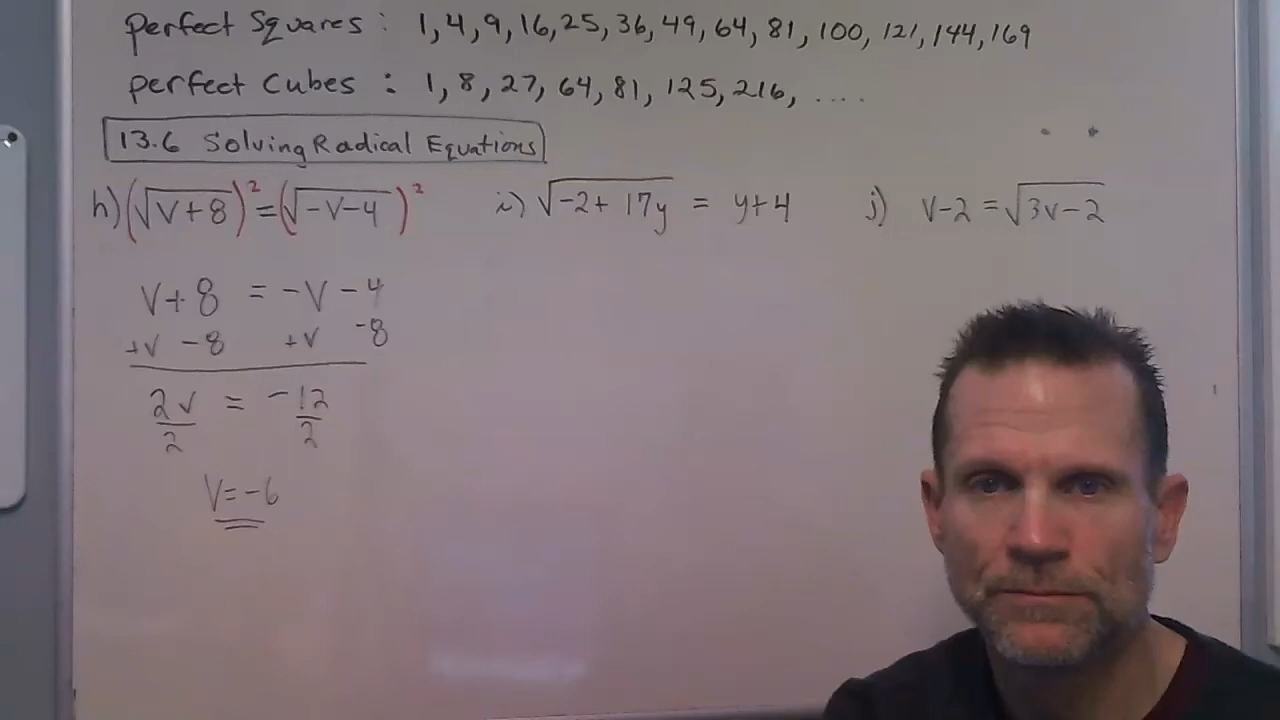 perfect Squares : 1, 4, 9, 16, 25, 36, 49, 64, 81, 100, 121, 144, 169
perfect Cubes : 1, 8, 27, 64, 81, 125, 216, ....
13.6 Solving Radical Equations
h) (√(v+8))² = (√(-v-4))²
v+8 = -v-4
+v -8 +v -8
2v/2 = -12/2
v=-6
i) √(-2+17y) = y+4
j) v-2 = √(3v-2)